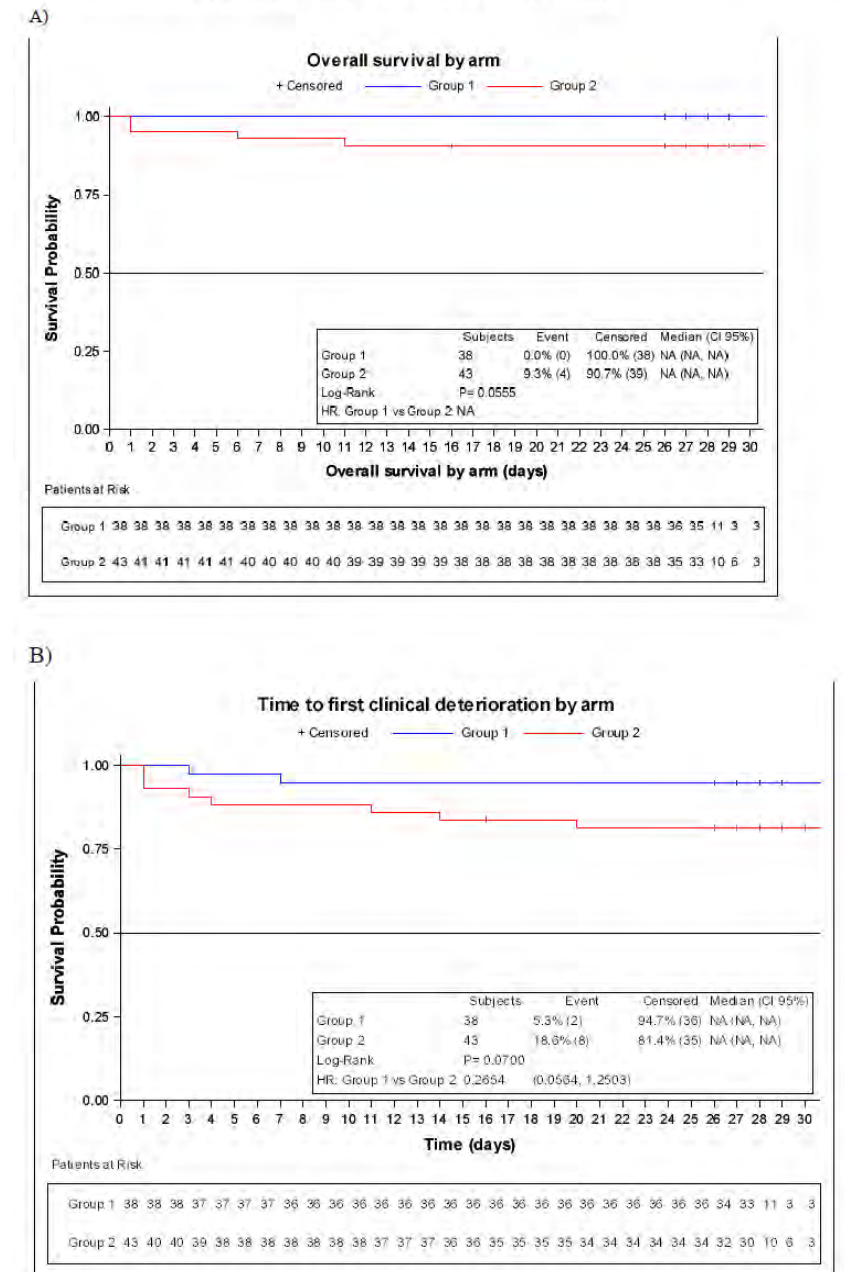 A)
Overall survival by arm
+ Censored Group 1 Group 2
1.00
0.75
0.50
0.25
0.00
Survival Probability
Subjects Event Censored Median (CI 95%)
Group 1 38 0.0% (0) 100.0% (38) NA (NA, NA)
Group 2 43 9.3% (4) 90.7% (39) NA (NA, NA)
Log-Rank P= 0.0555
HR: Group 1 vs Group 2 NA
0 1 2 3 4 5 6 7 8 9 10 11 12 13 14 15 16 17 18 19 20 21 22 23 24 25 26 27 28 29 30
Overall survival by arm (days)
Patients at Risk
Group 1 38 38 38 38 38 38 38 38 38 38 38 38 38 38 38 38 38 38 38 38 38 38 38 38 38 38 36 35 11 3 3
Group 2 43 41 41 41 41 41 40 40 40 40 40 39 39 39 39 39 38 38 38 38 38 38 38 38 38 38 35 33 10 6 3
B)
Time to first clinical deterioration by arm
+ Censored Group 1 Group 2
1.00
0.75
0.50
0.25
0.00
Survival Probability
Subjects Event Censored Median (CI 95%)
Group 1 38 5.3% (2) 94.7% (36) NA (NA, NA)
Group 2 43 18.6% (8) 81.4% (35) NA (NA, NA)
Log-Rank P= 0.0700
HR: Group 1 vs Group 2 0.2654 (0.0564, 1.2503)
0 1 2 3 4 5 6 7 8 9 10 11 12 13 14 15 16 17 18 19 20 21 22 23 24 25 26 27 28 29 30
Time (days)
Patients at Risk
Group 1 38 38 38 37 37 37 37 36 36 36 36 36 36 36 36 36 36 36 36 36 36 36 36 36 36 36 34 33 11 3 3
Group 2 43 40 40 39 38 38 38 38 38 38 38 37 37 37 36 36 35 35 35 35 34 34 34 34 34 34 32 30 10 6 3